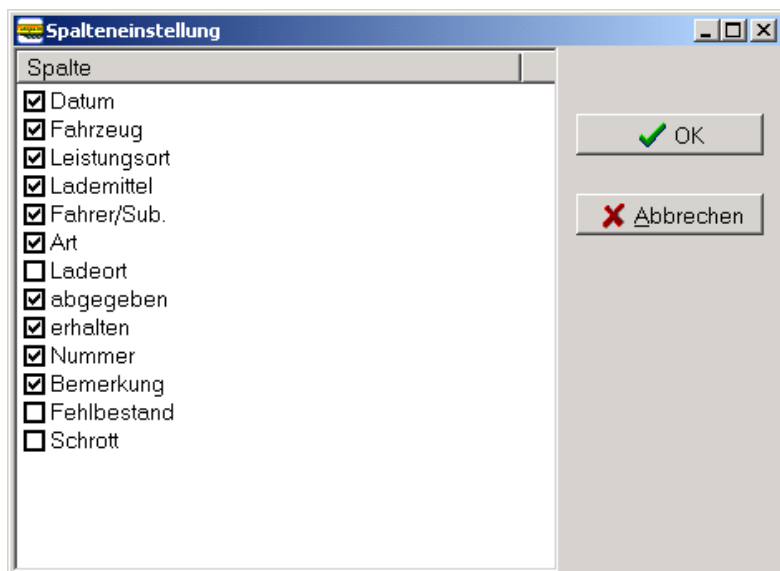 Spalteneinstellung
Spalte
Datum
Fahrzeug
Leistungsort
Lademittel
Fahrer/Sub.
Art
Ladeort
abgegeben
erhalten
Nummer
Bemerkung
Fehlbestand
Schrott
OK
Abbrechen